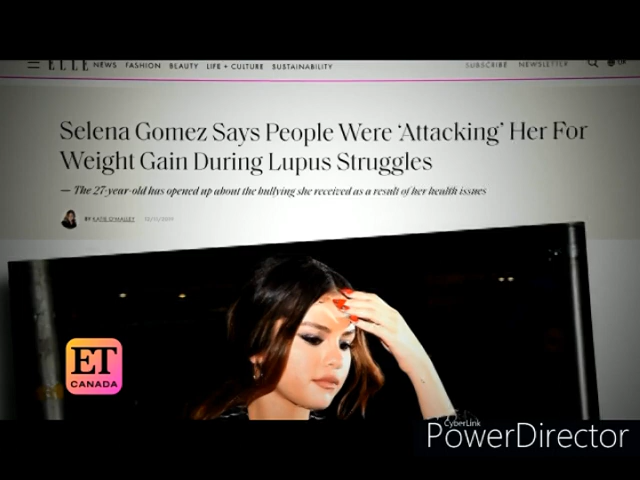 ELLE NEWS FASHION BEAUTY LIFE + CULTURE SUSTAINABILITY SUBSCRIBE NEWSLETTER
Selena Gomez Says People Were ‘Attacking’ Her For
Weight Gain During Lupus Struggles
— The 27-year-old has opened up about the bullying she received as a result of her health issues
BY KATIE O'MALLEY
ET
CANADA
CyberLink
PowerDirector